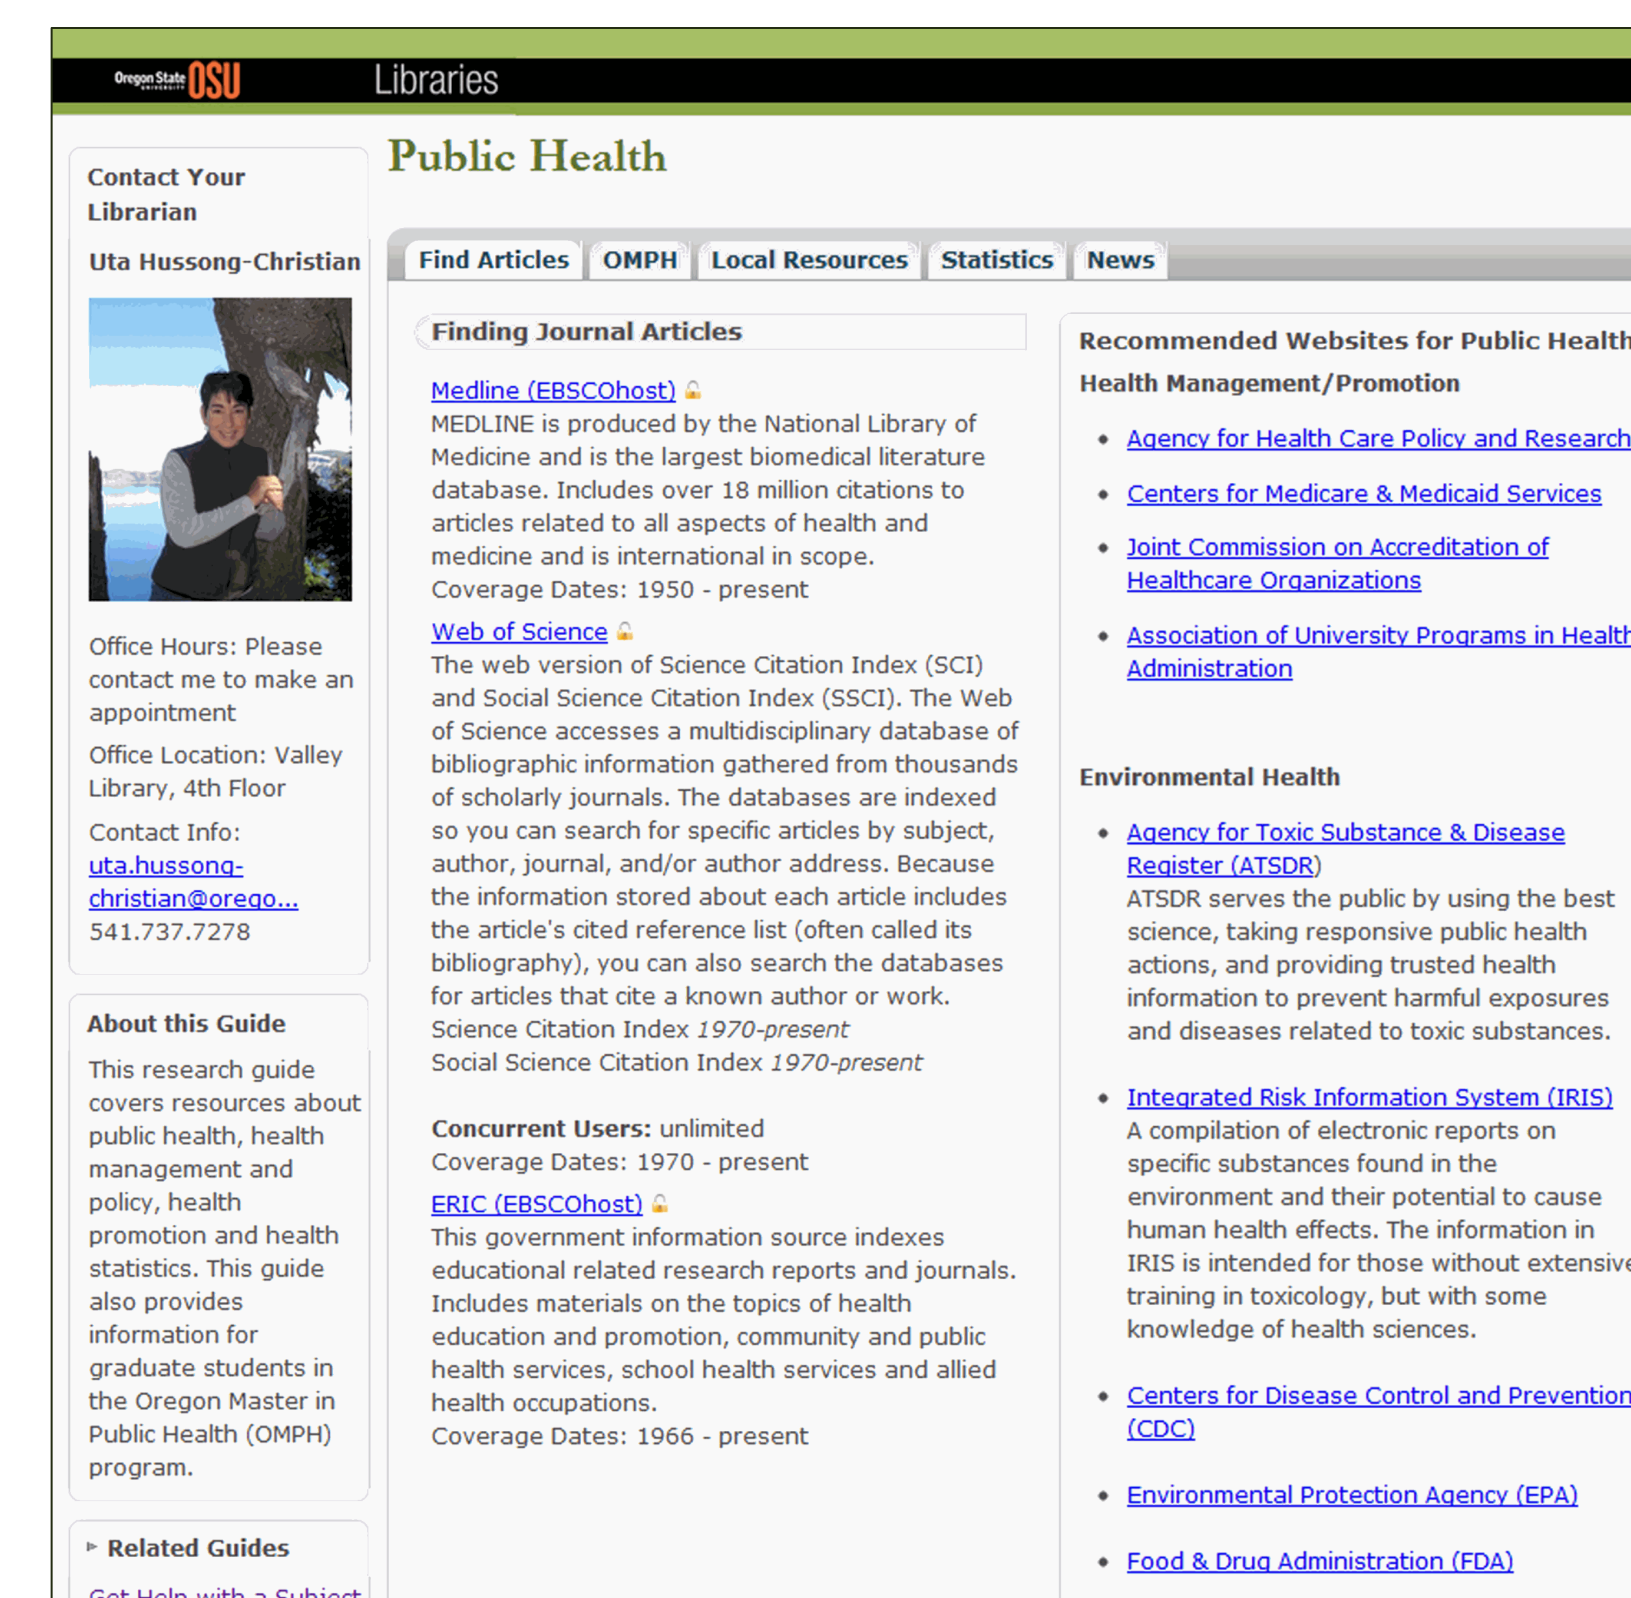 Oregon State
UNIVERSITY
OSU
Libraries
Public Health
Contact Your
Librarian
Uta Hussong-Christian
Office Hours: Please
contact me to make an
appointment
Office Location: Valley
Library, 4th Floor
Contact Info:
uta.hussong-
christian@orego...
541.737.7278
About this Guide
This research guide
covers resources about
public health, health
management and
policy, health
promotion and health
statistics. This guide
also provides
information for
graduate students in
the Oregon Master in
Public Health (OMPH)
program.
Related Guides
Get Help with a Subject
Find Articles
OMPH
Local Resources
Statistics
News
Finding Journal Articles
Medline (EBSCOhost)
MEDLINE is produced by the National Library of
Medicine and is the largest biomedical literature
database. Includes over 18 million citations to
articles related to all aspects of health and
medicine and is international in scope.
Coverage Dates: 1950 - present
Web of Science
The web version of Science Citation Index (SCI)
and Social Science Citation Index (SSCI). The Web
of Science accesses a multidisciplinary database of
bibliographic information gathered from thousands
of scholarly journals. The databases are indexed
so you can search for specific articles by subject,
author, journal, and/or author address. Because
the information stored about each article includes
the article's cited reference list (often called its
bibliography), you can also search the databases
for articles that cite a known author or work.
Science Citation Index 1970-present
Social Science Citation Index 1970-present
Concurrent Users: unlimited
Coverage Dates: 1970 - present
ERIC (EBSCOhost)
This government information source indexes
educational related research reports and journals.
Includes materials on the topics of health
education and promotion, community and public
health services, school health services and allied
health occupations.
Coverage Dates: 1966 - present
Recommended Websites for Public Health
Health Management/Promotion
Agency for Health Care Policy and Research
Centers for Medicare & Medicaid Services
Joint Commission on Accreditation of
Healthcare Organizations
Association of University Programs in Health
Administration
Environmental Health
Agency for Toxic Substance & Disease
Register (ATSDR)
ATSDR serves the public by using the best
science, taking responsive public health
actions, and providing trusted health
information to prevent harmful exposures
and diseases related to toxic substances.
Integrated Risk Information System (IRIS)
A compilation of electronic reports on
specific substances found in the
environment and their potential to cause
human health effects. The information in
IRIS is intended for those without extensive
training in toxicology, but with some
knowledge of health sciences.
Centers for Disease Control and Prevention
(CDC)
Environmental Protection Agency (EPA)
Food & Drug Administration (FDA)